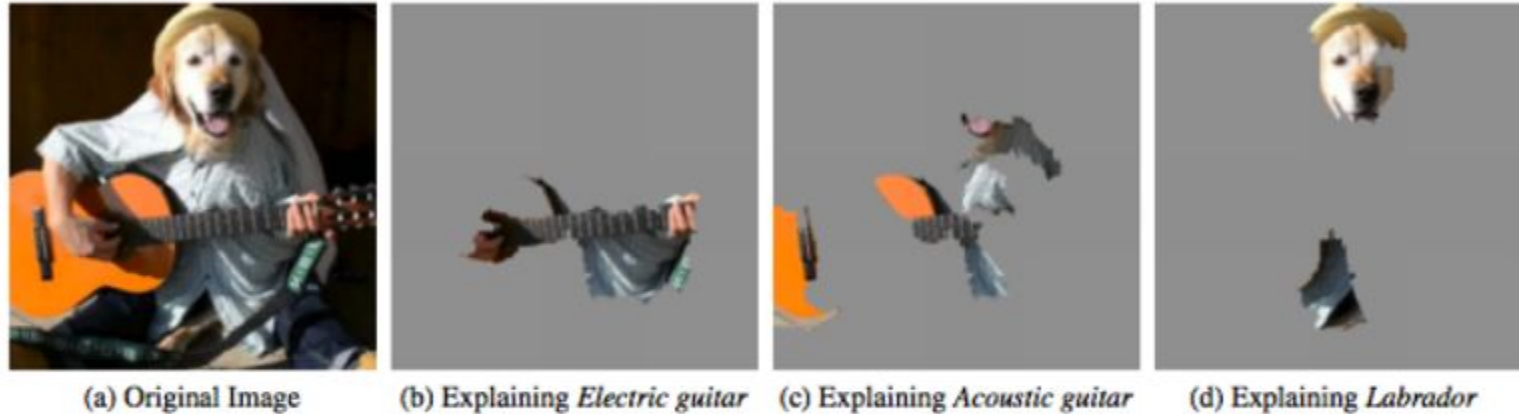 (a) Original Image
(b) Explaining Electric guitar
(c) Explaining Acoustic guitar
(d) Explaining Labrador